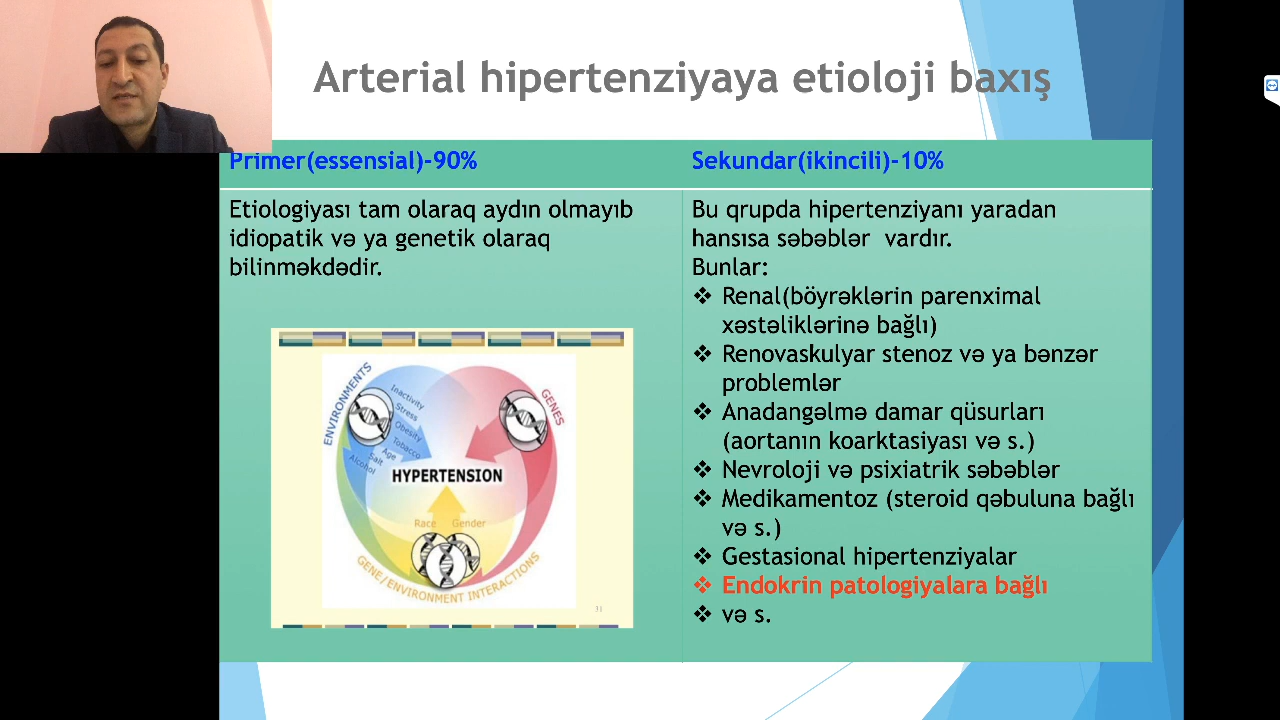 Arterial hipertenziyaya etioloji baxış
Primer(essensial)-90%
Etiologiyası tam olaraq aydın olmayıb
idiopatik və ya genetik olaraq
bilinməkdədir.
ENVIRONMENTS
Inactivity
Stress
Obesity
Tobacco
Age
Salt
Alcohol
GENES
HYPERTENSION
Race Gender
GENE/ENVIRONMENT INTERACTIONS
31
Sekundar(ikincili)-10%
Bu qrupda hipertenziyanı yaradan
hansısa səbəblər vardır.
Bunlar:
❖ Renal(böyrəklərin parenximal
xəstəliklərinə bağlı)
❖ Renovaskulyar stenoz və ya bənzər
problemlər
❖ Anadangəlmə damar qüsurları
(aortanın koarktasiyası və s.)
❖ Nevroloji və psixiatrik səbəblər
❖ Medikamentoz (steroid qəbuluna bağlı
və s.)
❖ Gestasional hipertenziyalar
❖ Endokrin patologiyalara bağlı
❖ və s.